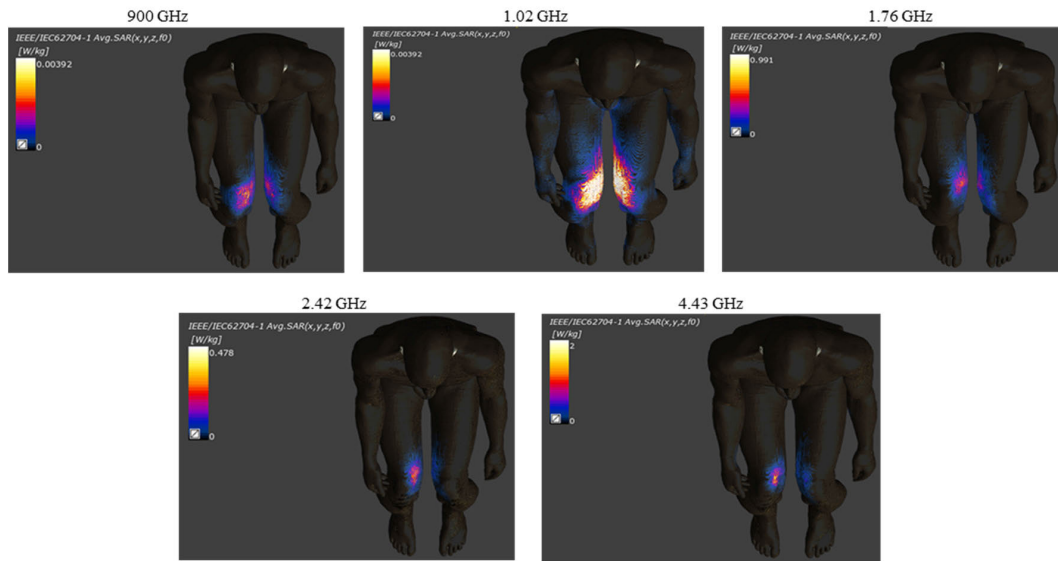 900 GHz
IEEE/IEC62704-1 Avg.SAR(x,y,z,f0)
[W/kg]
0.00392
0
1.02 GHz
IEEE/IEC62704-1 Avg.SAR(x,y,z,f0)
[W/kg]
0.00392
0
1.76 GHz
IEEE/IEC62704-1 Avg.SAR(x,y,z,f0)
[W/kg]
0.991
0
2.42 GHz
IEEE/IEC62704-1 Avg.SAR(x,y,z,f0)
[W/kg]
0.478
0
4.43 GHz
IEEE/IEC62704-1 Avg.SAR(x,y,z,f0)
[W/kg]
2
0